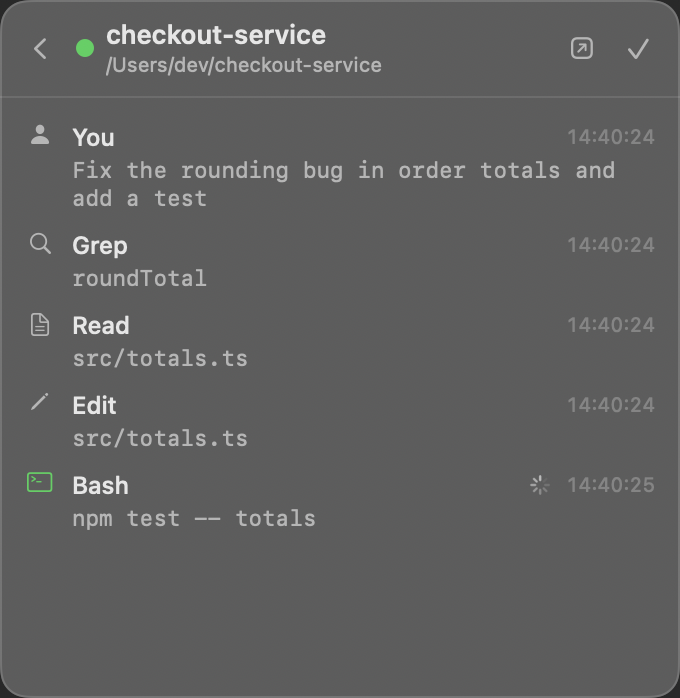 checkout-service
/Users/dev/checkout-service
You 14:40:24
Fix the rounding bug in order totals and
add a test
Grep 14:40:24
roundTotal
Read 14:40:24
src/totals.ts
Edit 14:40:24
src/totals.ts
Bash 14:40:25
npm test -- totals